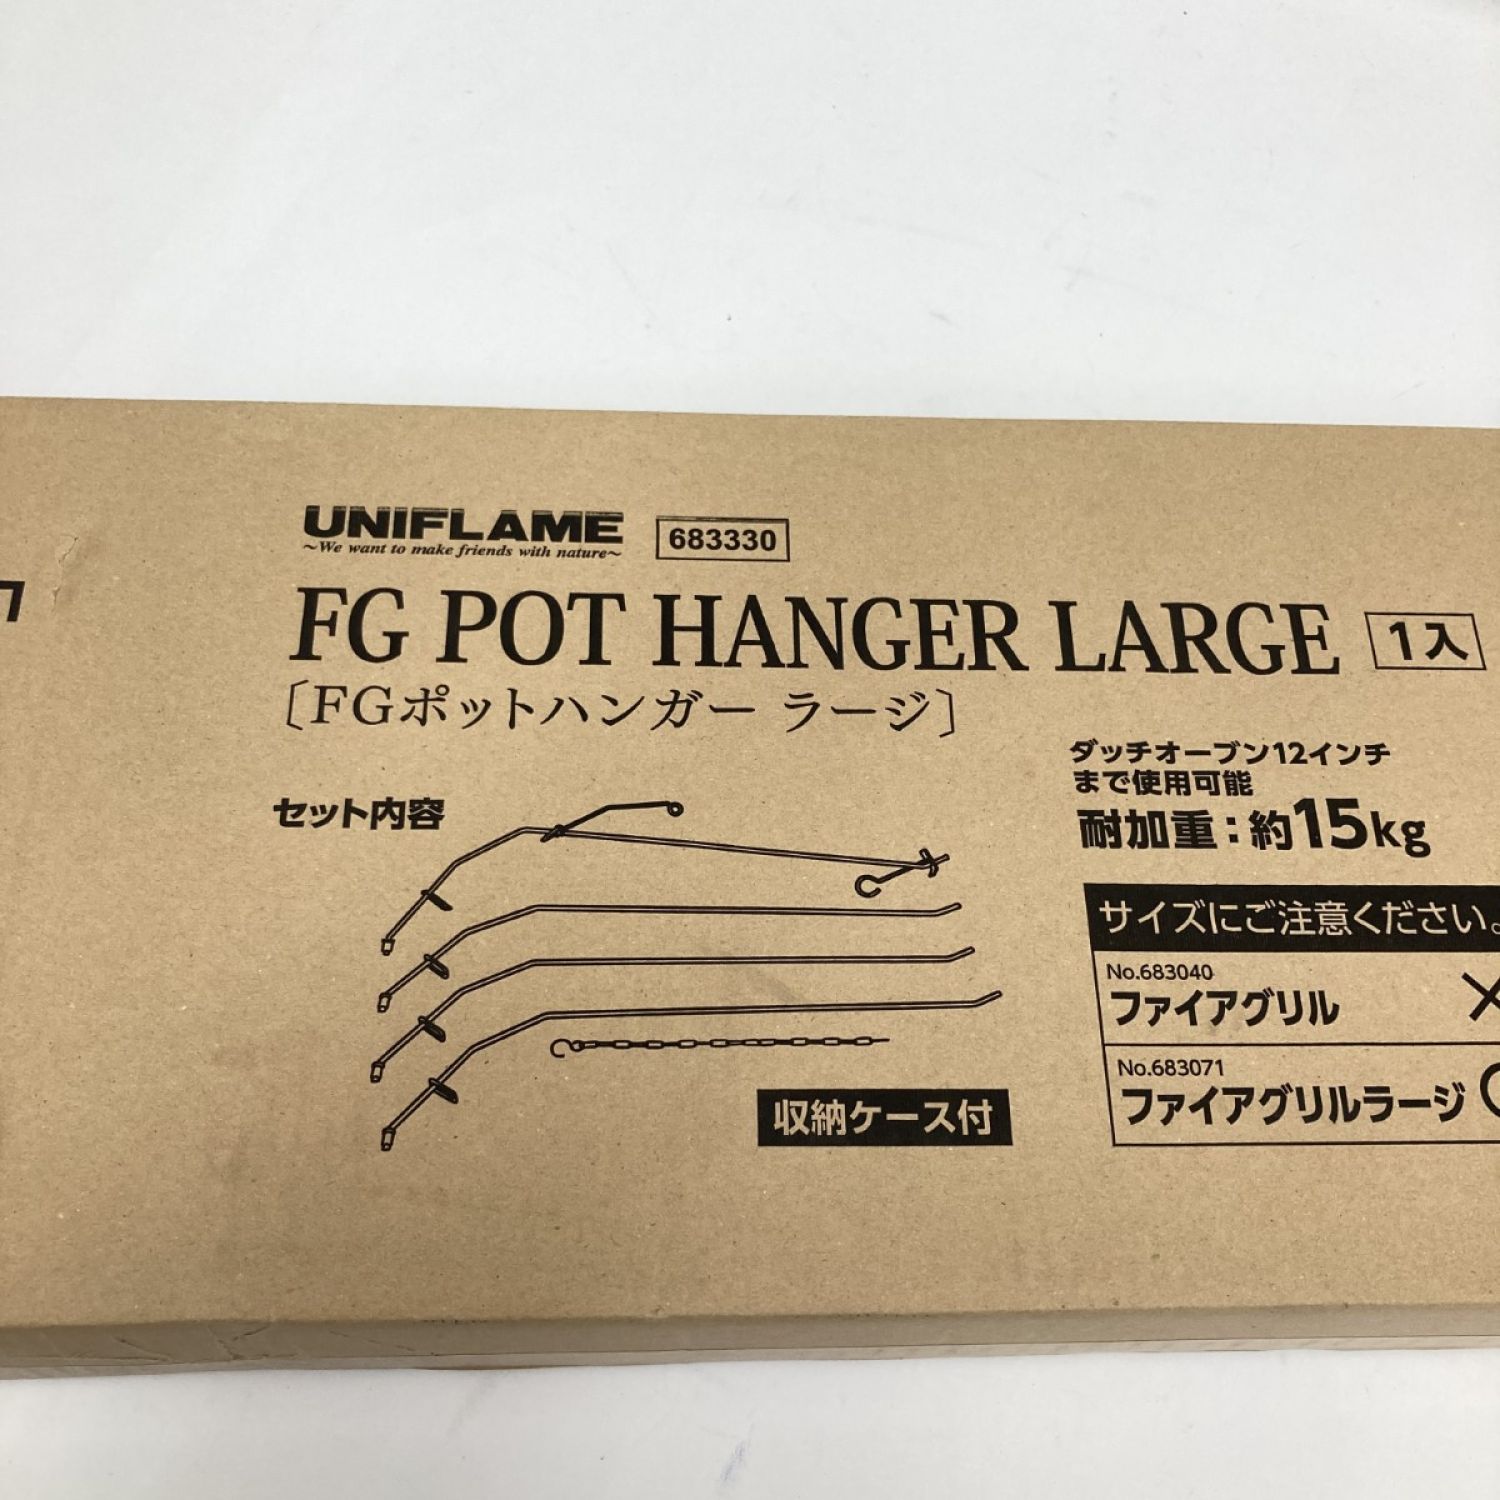 UNIFLAME 683330
～We want to make friends with nature～
FG POT HANGER LARGE 1入
〔FGポットハンガー ラージ〕
ダッチオーブン12インチ
まで使用可能
耐加重：約15kg
セット内容
サイズにご注意ください。
No.683040
ファイアグリル ×
No.683071
ファイアグリルラージ
収納ケース付